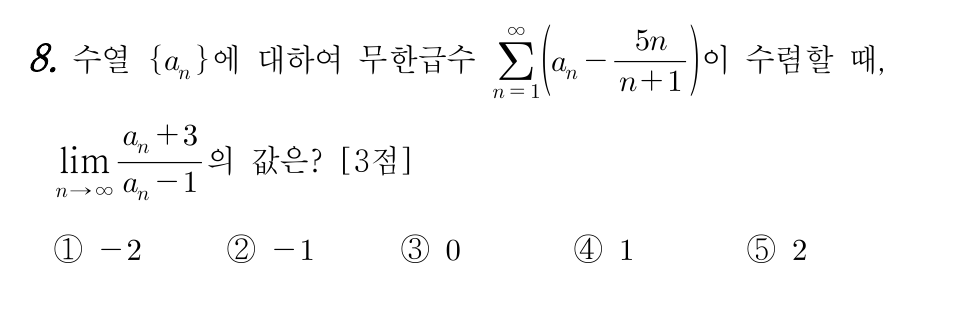 8. 수열 {aₙ}에 대하여 무한급수 ∑_{n=1}^{∞}(aₙ − 5n/(n+1))이 수렴할 때,
lim_{n→∞} (aₙ+3)/(aₙ−1)의 값은? [3점]
① −2 ② −1 ③ 0 ④ 1 ⑤ 2